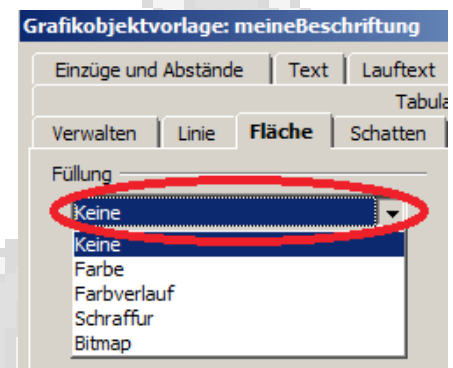 Grafikobjektvorlage: meineBeschriftung
Einzüge und Abstände Text Lauftext
Tabula
Verwalten Linie Fläche Schatten
Füllung
Keine
Keine
Farbe
Farbverlauf
Schraffur
Bitmap